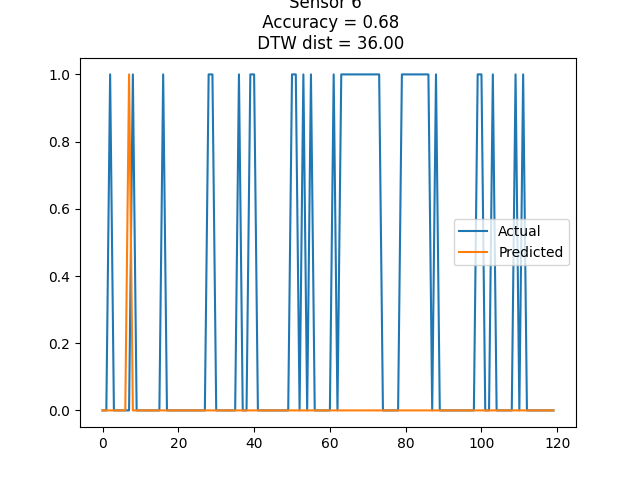 Sensor 6
Accuracy = 0.68
DTW dist = 36.00
1.0
0.8
0.6
0.4
0.2
0.0
Actual
Predicted
0 20 40 60 80 100 120